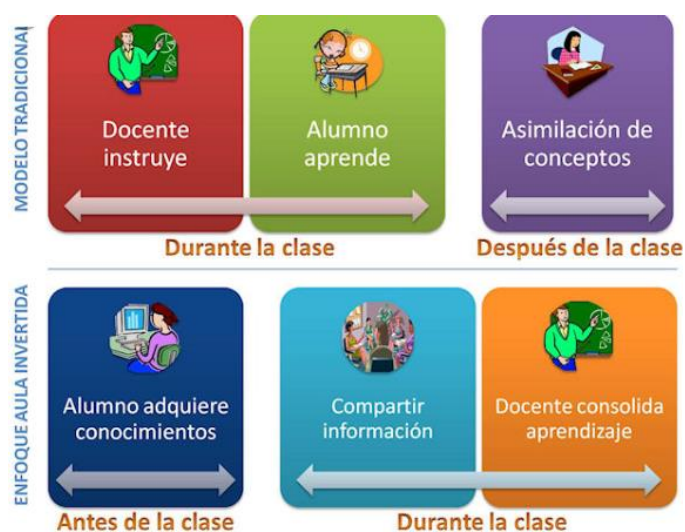 MODELO TRADICIONAL
Docente
instruye
Alumno
aprende
Asimilación de
conceptos
Durante la clase
Después de la clase
ENFOQUE AULA INVERTIDA
Alumno adquiere
conocimientos
Compartir
información
Docente consolida
aprendizaje
Antes de la clase
Durante la clase